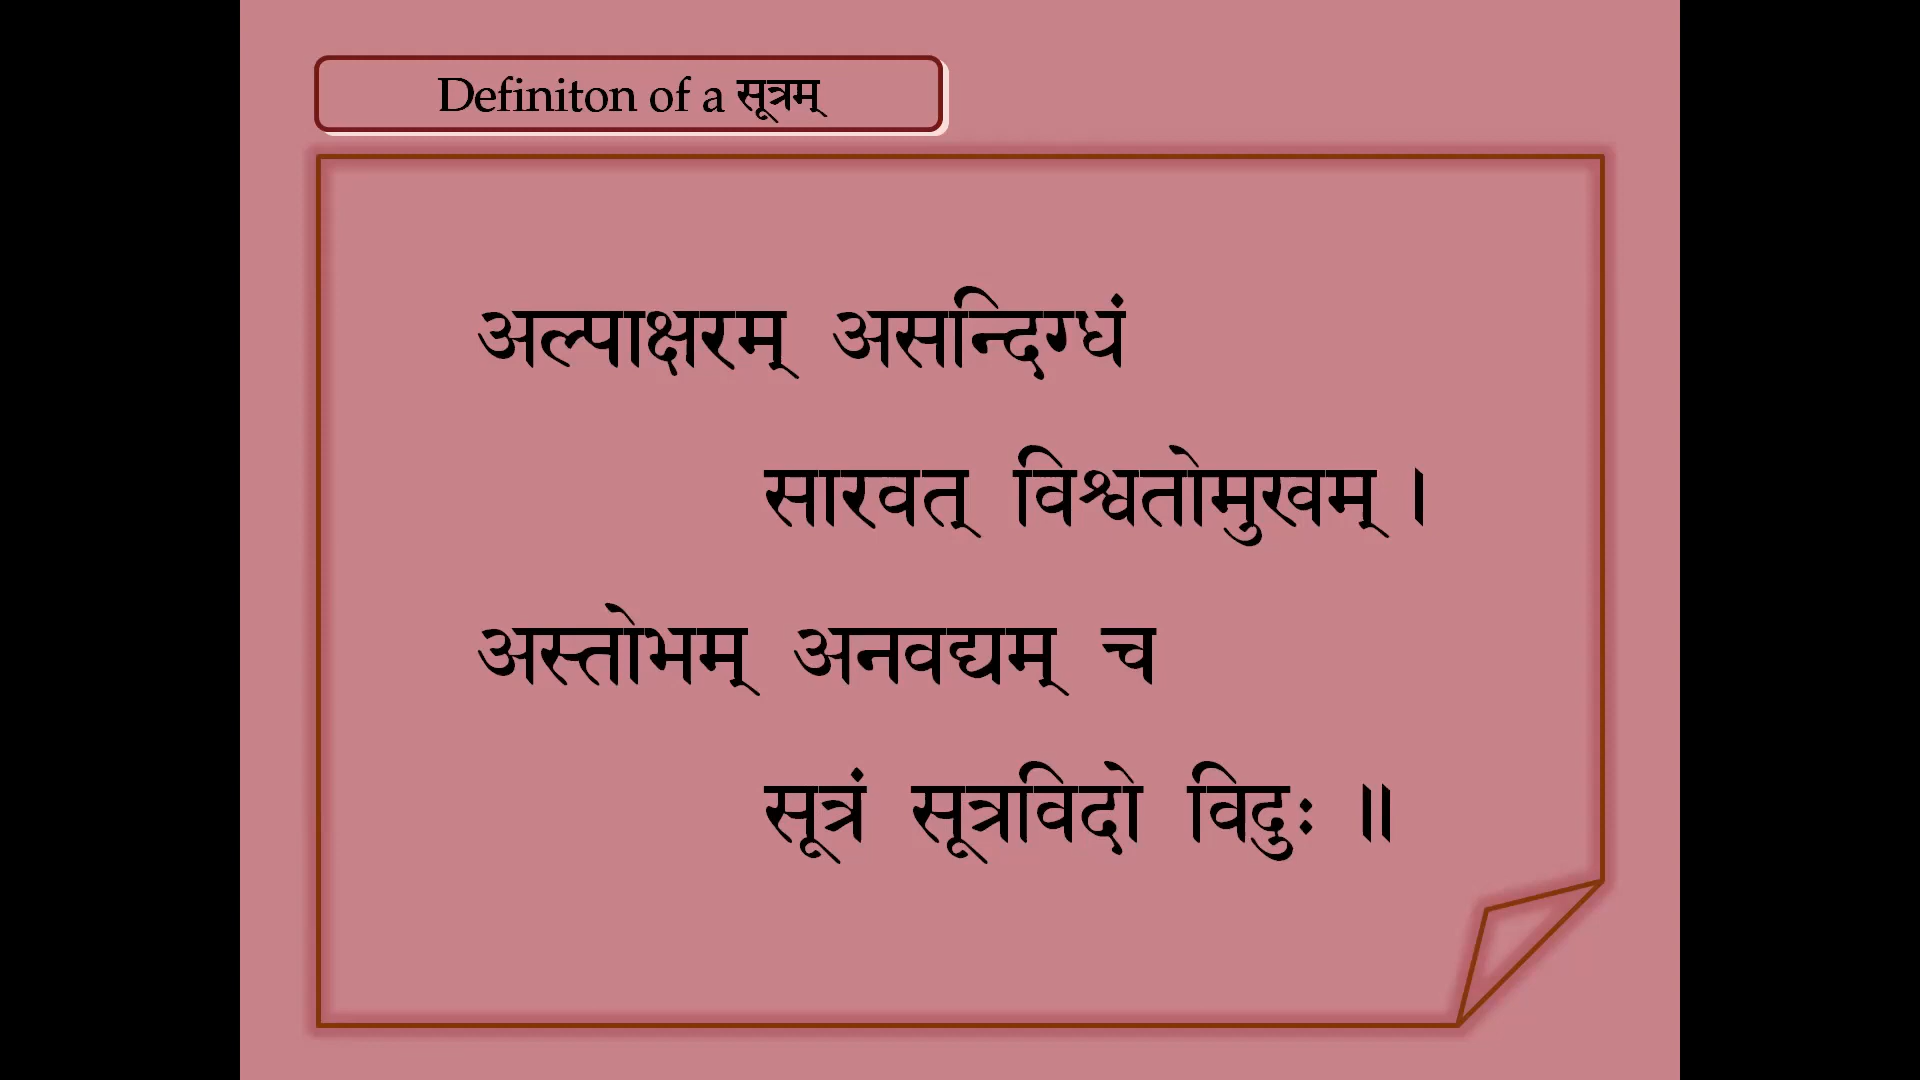 Definiton of a सूत्रम्
अल्पाक्षरम् असन्दिग्धं
सारवत् विश्वतोमुखम् ।
अस्तोभम् अनवद्यम् च
सूत्रं सूत्रविदो विदुः ॥